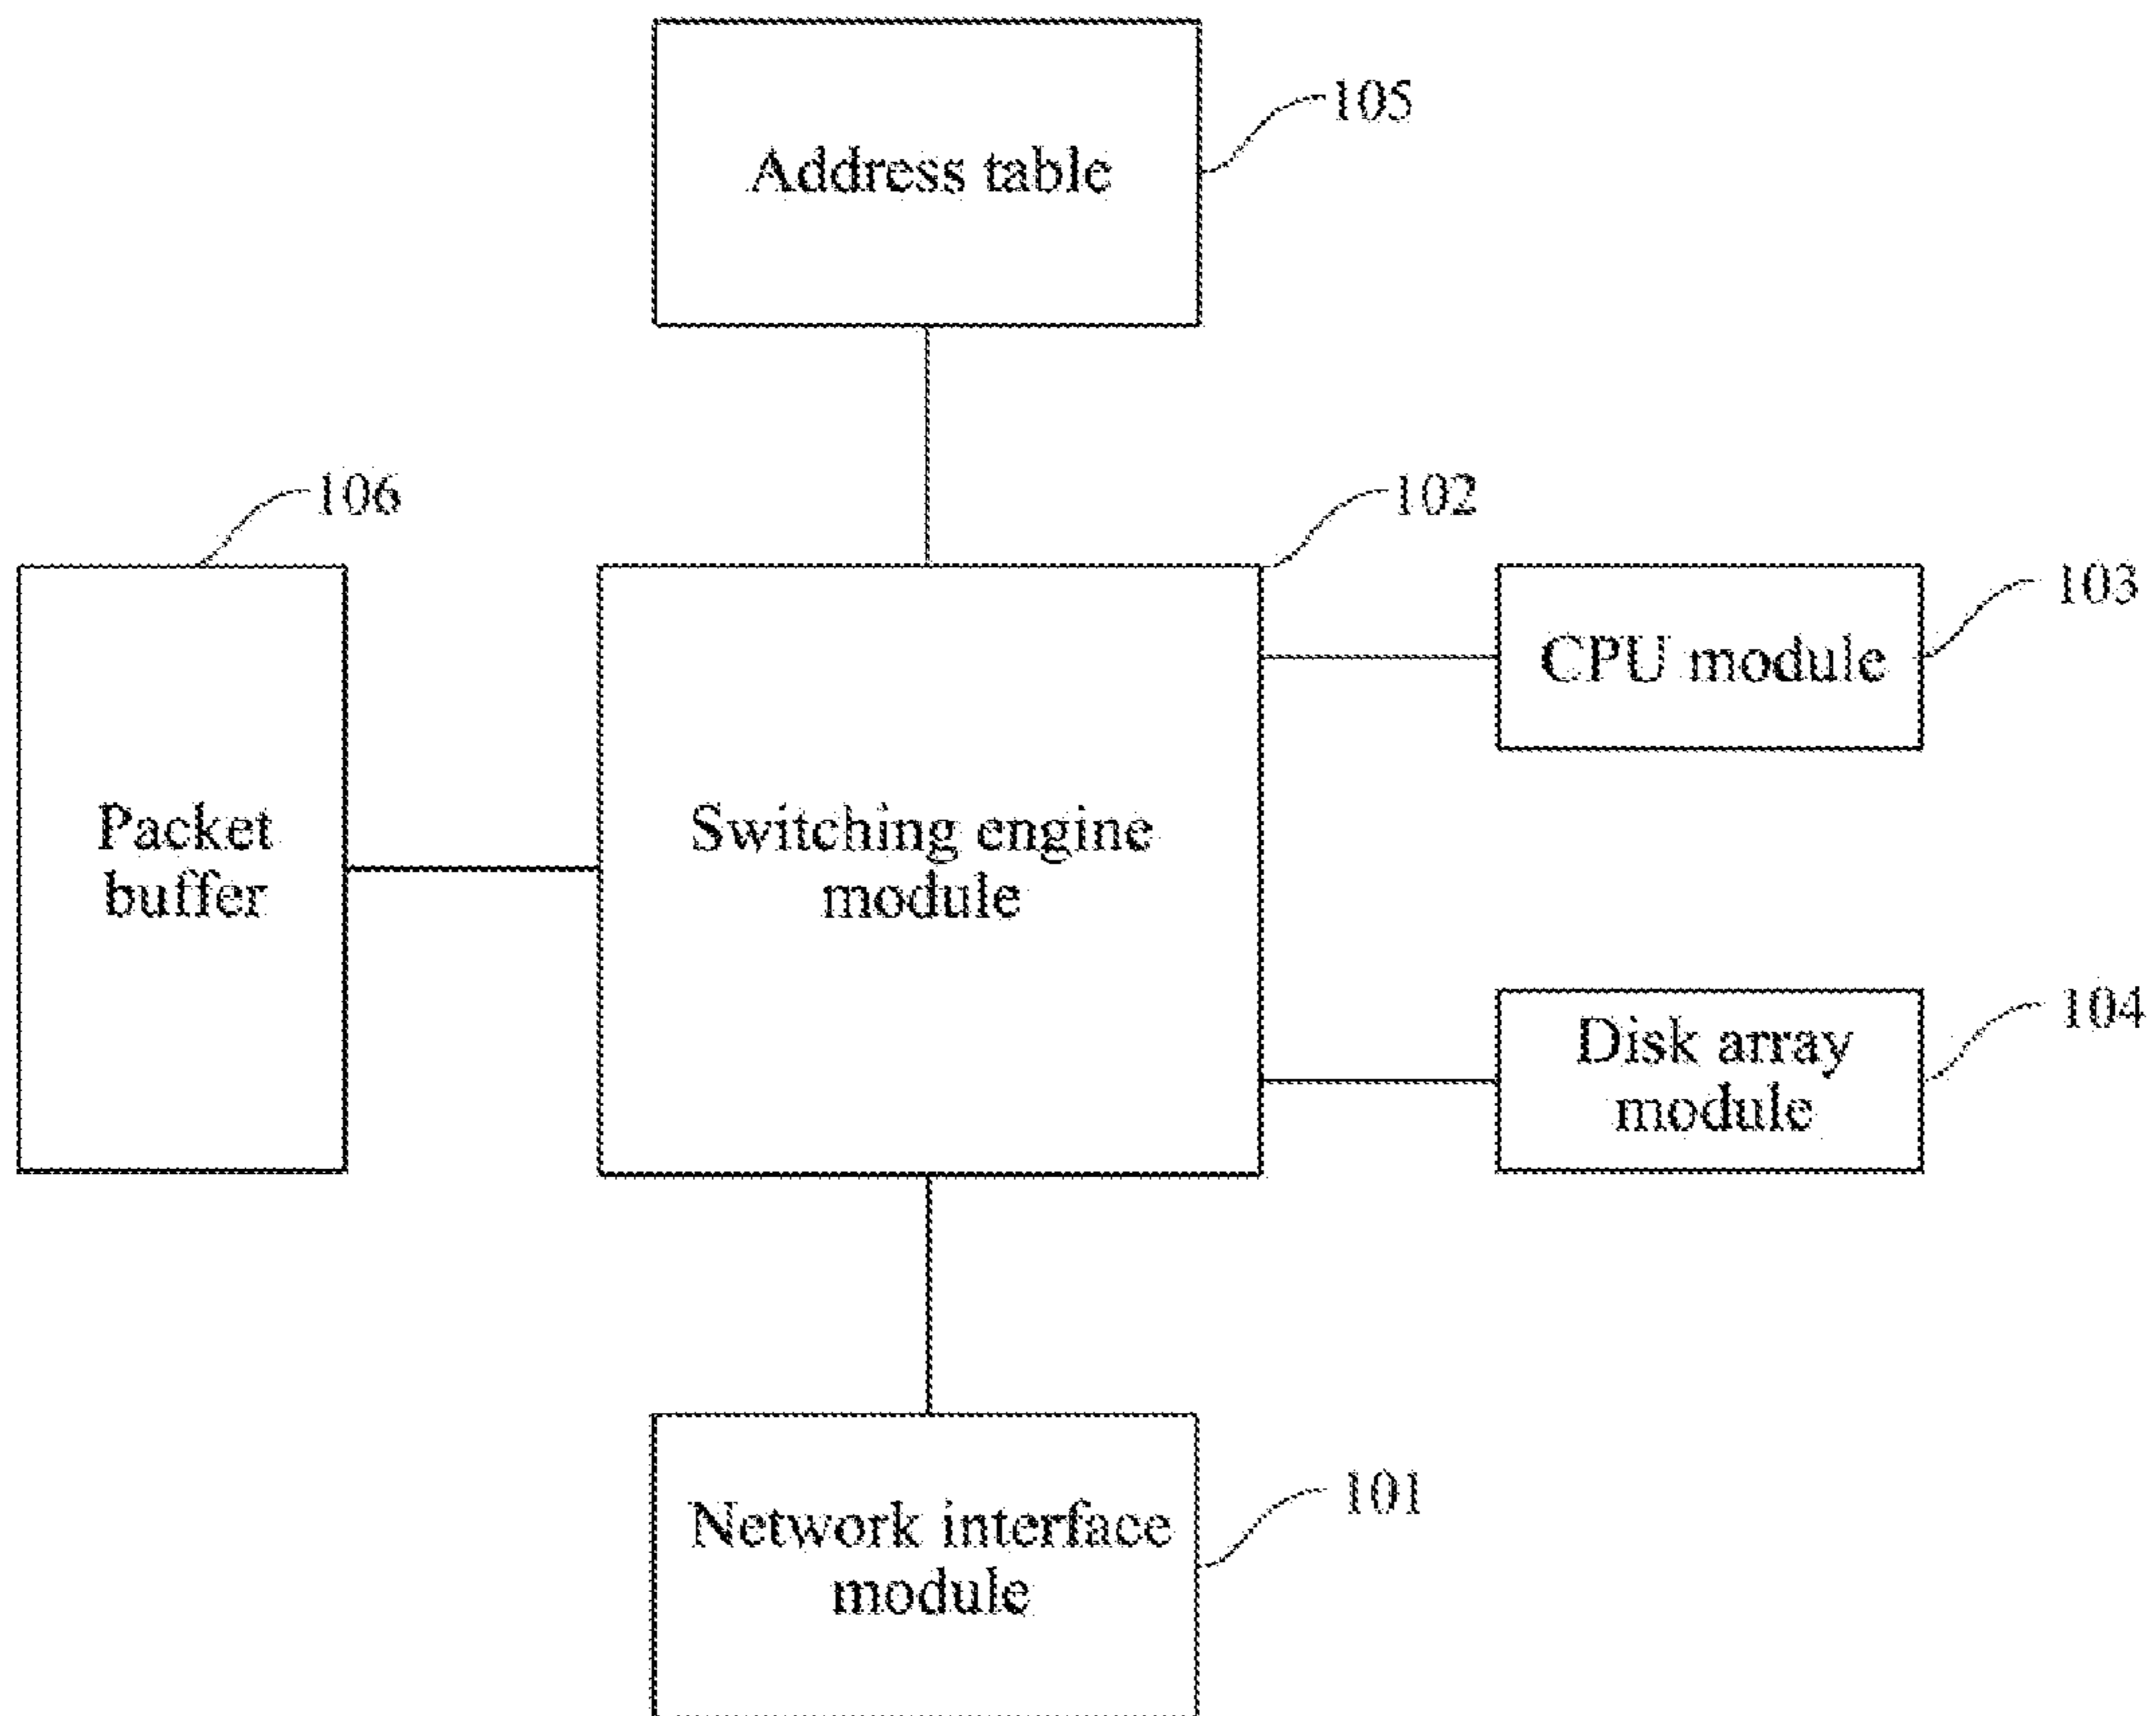 105
Address table
106
102
103
CPU module
Packet
buffer
Switching engine
module
104
Disk array
module
101
Network interface
module